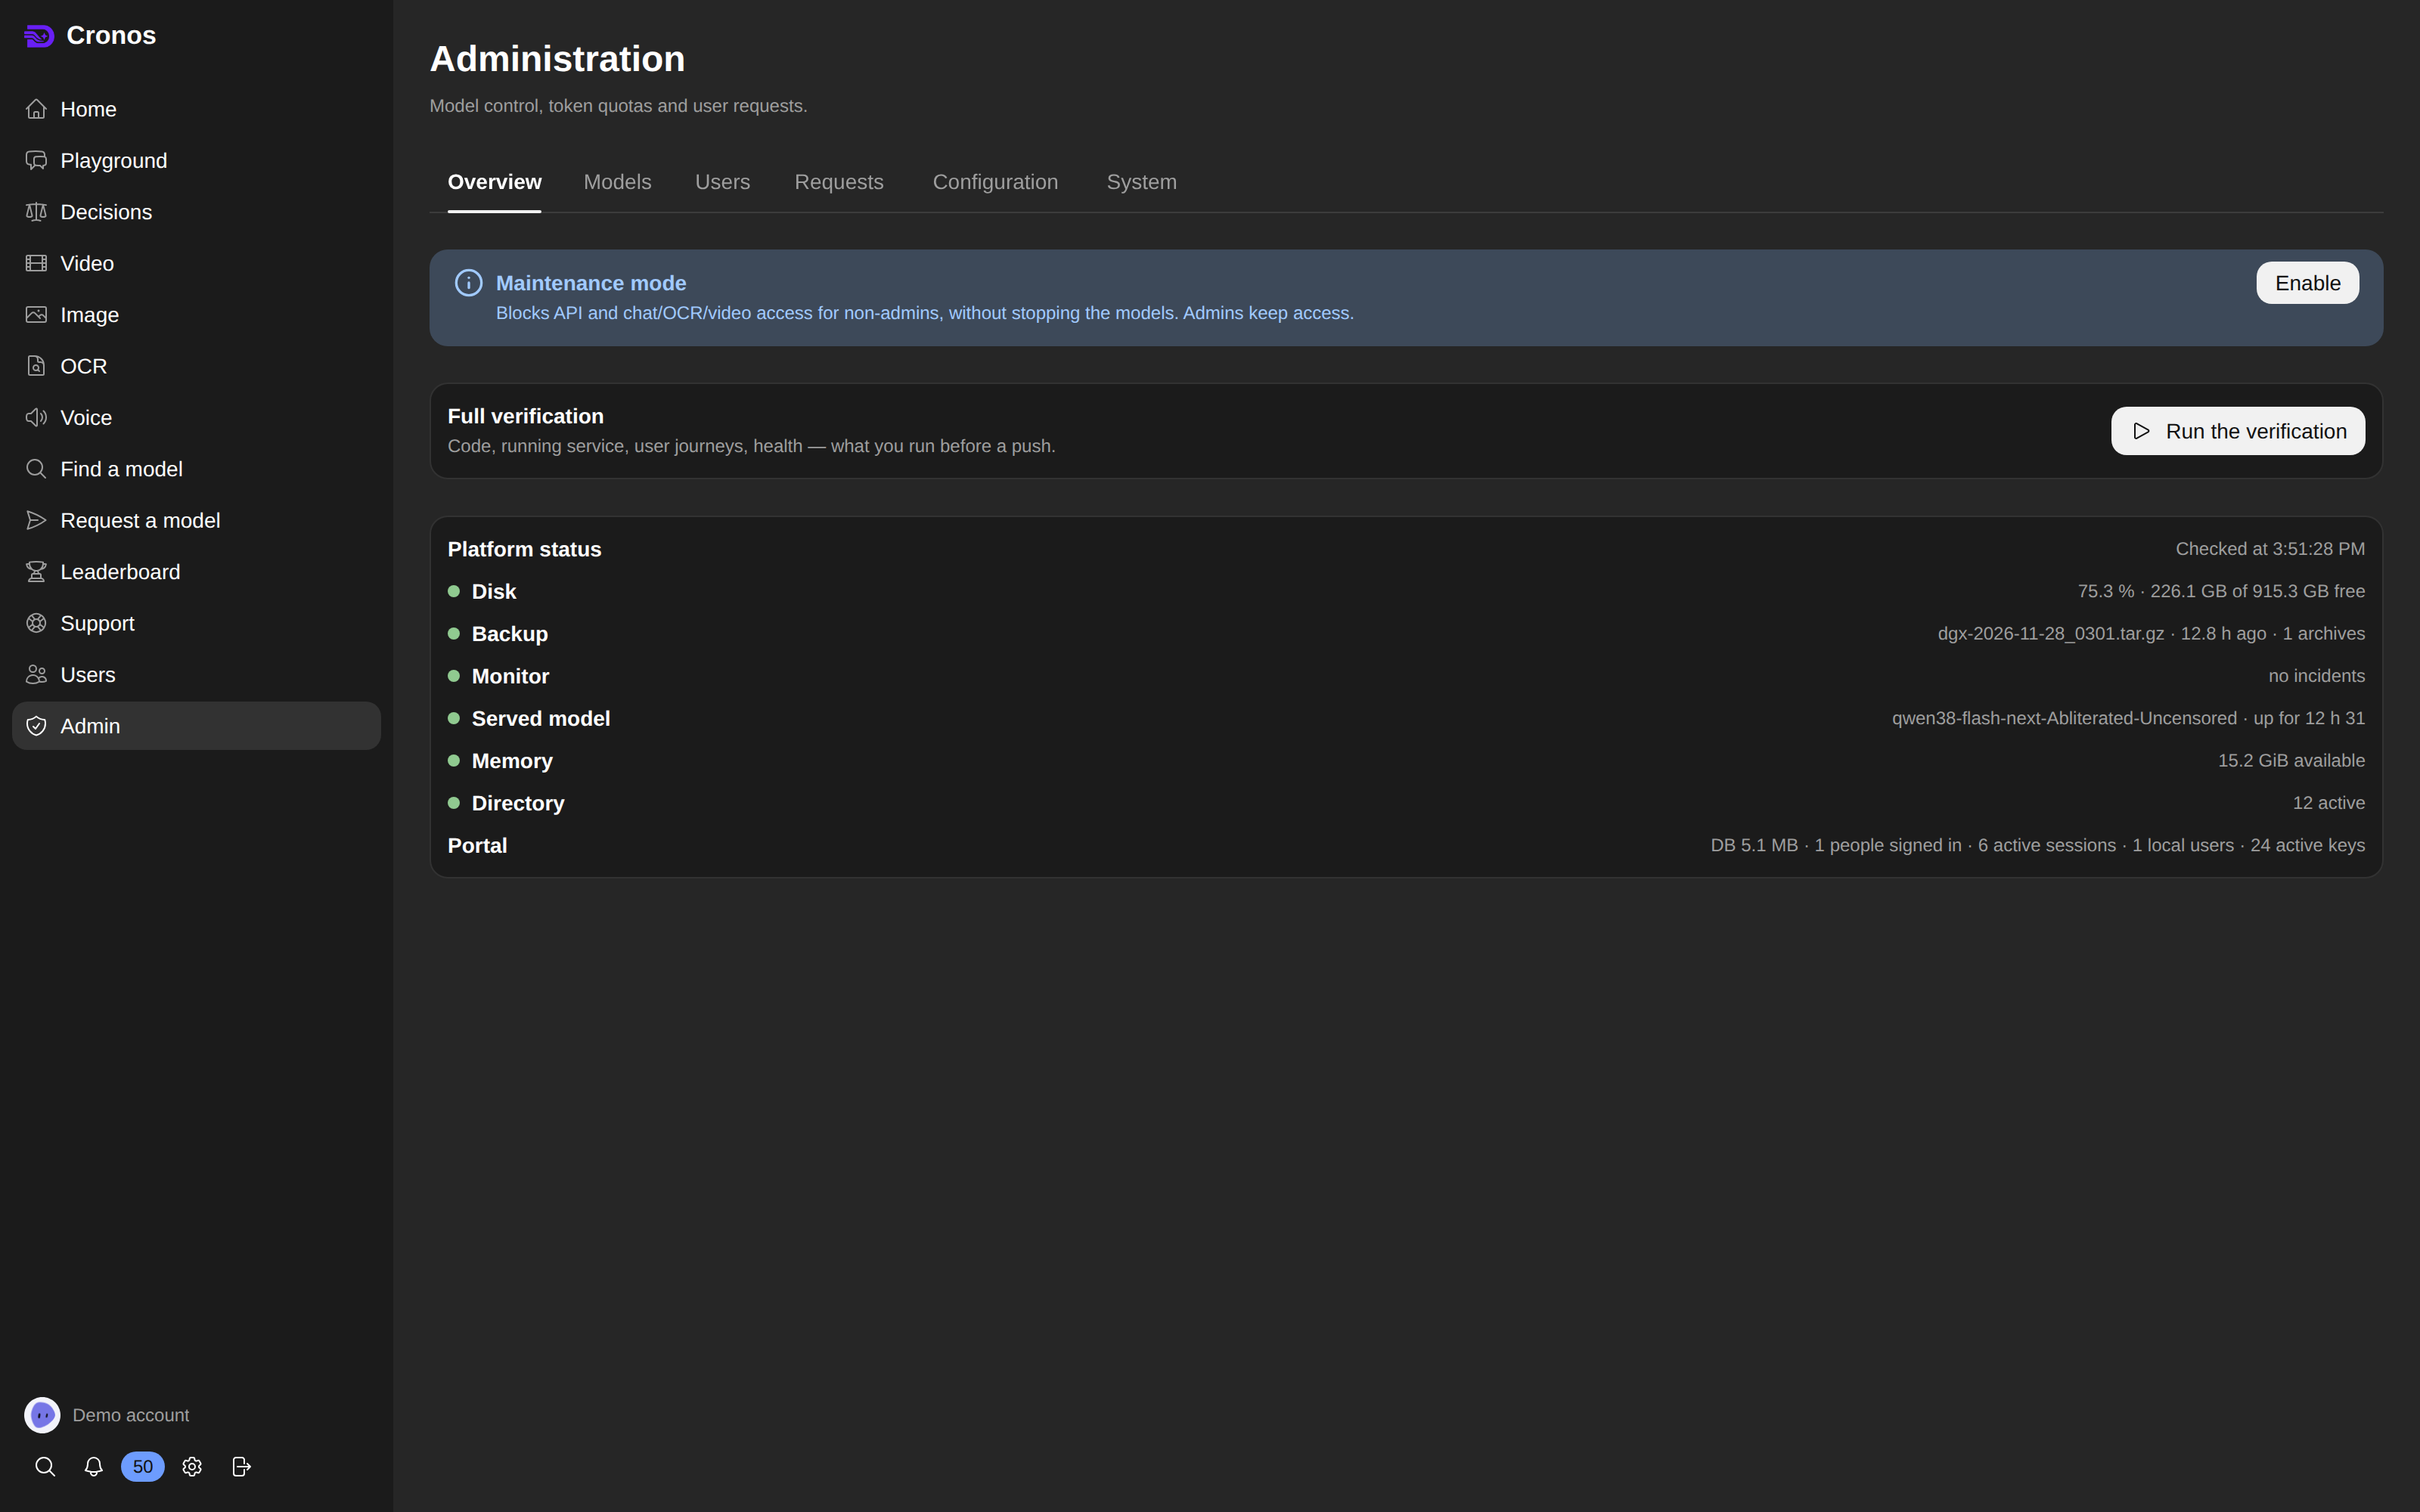 Cronos
Home
Playground
Decisions
Video
Image
OCR
Voice
Find a model
Request a model
Leaderboard
Support
Users
Admin
Demo account
50
Administration
Model control, token quotas and user requests.
Overview Models Users Requests Configuration System
Maintenance mode
Blocks API and chat/OCR/video access for non-admins, without stopping the models. Admins keep access.
Enable
Full verification
Code, running service, user journeys, health — what you run before a push.
Run the verification
Platform status Checked at 3:51:28 PM
Disk 75.3 % · 226.1 GB of 915.3 GB free
Backup dgx-2026-11-28_0301.tar.gz · 12.8 h ago · 1 archives
Monitor no incidents
Served model qwen38-flash-next-Abliterated-Uncensored · up for 12 h 31
Memory 15.2 GiB available
Directory 12 active
Portal DB 5.1 MB · 1 people signed in · 6 active sessions · 1 local users · 24 active keys